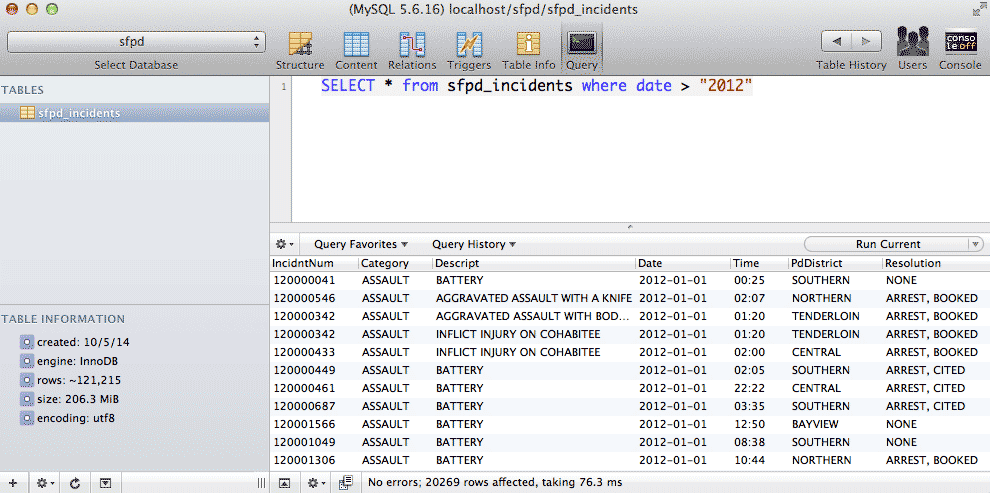 (MySQL 5.6.16) localhost/sfpd/sfpd_incidents
sfpd
Select Database
Structure Content Relations Triggers Table Info Query
conso
le off
Table History Users Console
TABLES
sfpd_incidents
1 SELECT * from sfpd_incidents where date > "2012"
Query Favorites ▼ Query History ▼ Run Current
IncidntNum Category Descript Date Time PdDistrict Resolution
120000041 ASSAULT BATTERY 2012-01-01 00:25 SOUTHERN NONE
120000546 ASSAULT AGGRAVATED ASSAULT WITH A KNIFE 2012-01-01 02:07 NORTHERN ARREST, BOOKED
120000342 ASSAULT AGGRAVATED ASSAULT WITH BOD... 2012-01-01 01:20 TENDERLOIN ARREST, BOOKED
120000342 ASSAULT INFLICT INJURY ON COHABITEE 2012-01-01 01:20 TENDERLOIN ARREST, BOOKED
120000433 ASSAULT INFLICT INJURY ON COHABITEE 2012-01-01 02:00 CENTRAL ARREST, BOOKED
120000449 ASSAULT BATTERY 2012-01-01 02:05 SOUTHERN ARREST, CITED
120000461 ASSAULT BATTERY 2012-01-01 22:22 CENTRAL ARREST, CITED
120000687 ASSAULT BATTERY 2012-01-01 03:35 SOUTHERN ARREST, CITED
120001566 ASSAULT BATTERY 2012-01-01 12:50 BAYVIEW NONE
120001049 ASSAULT BATTERY 2012-01-01 08:38 SOUTHERN NONE
120001306 ASSAULT BATTERY 2012-01-01 10:44 NORTHERN ARREST, BOOKED
TABLE INFORMATION
created: 10/5/14
engine: InnoDB
rows: ~121,215
size: 206.3 MiB
encoding: utf8
No errors; 20269 rows affected, taking 76.3 ms